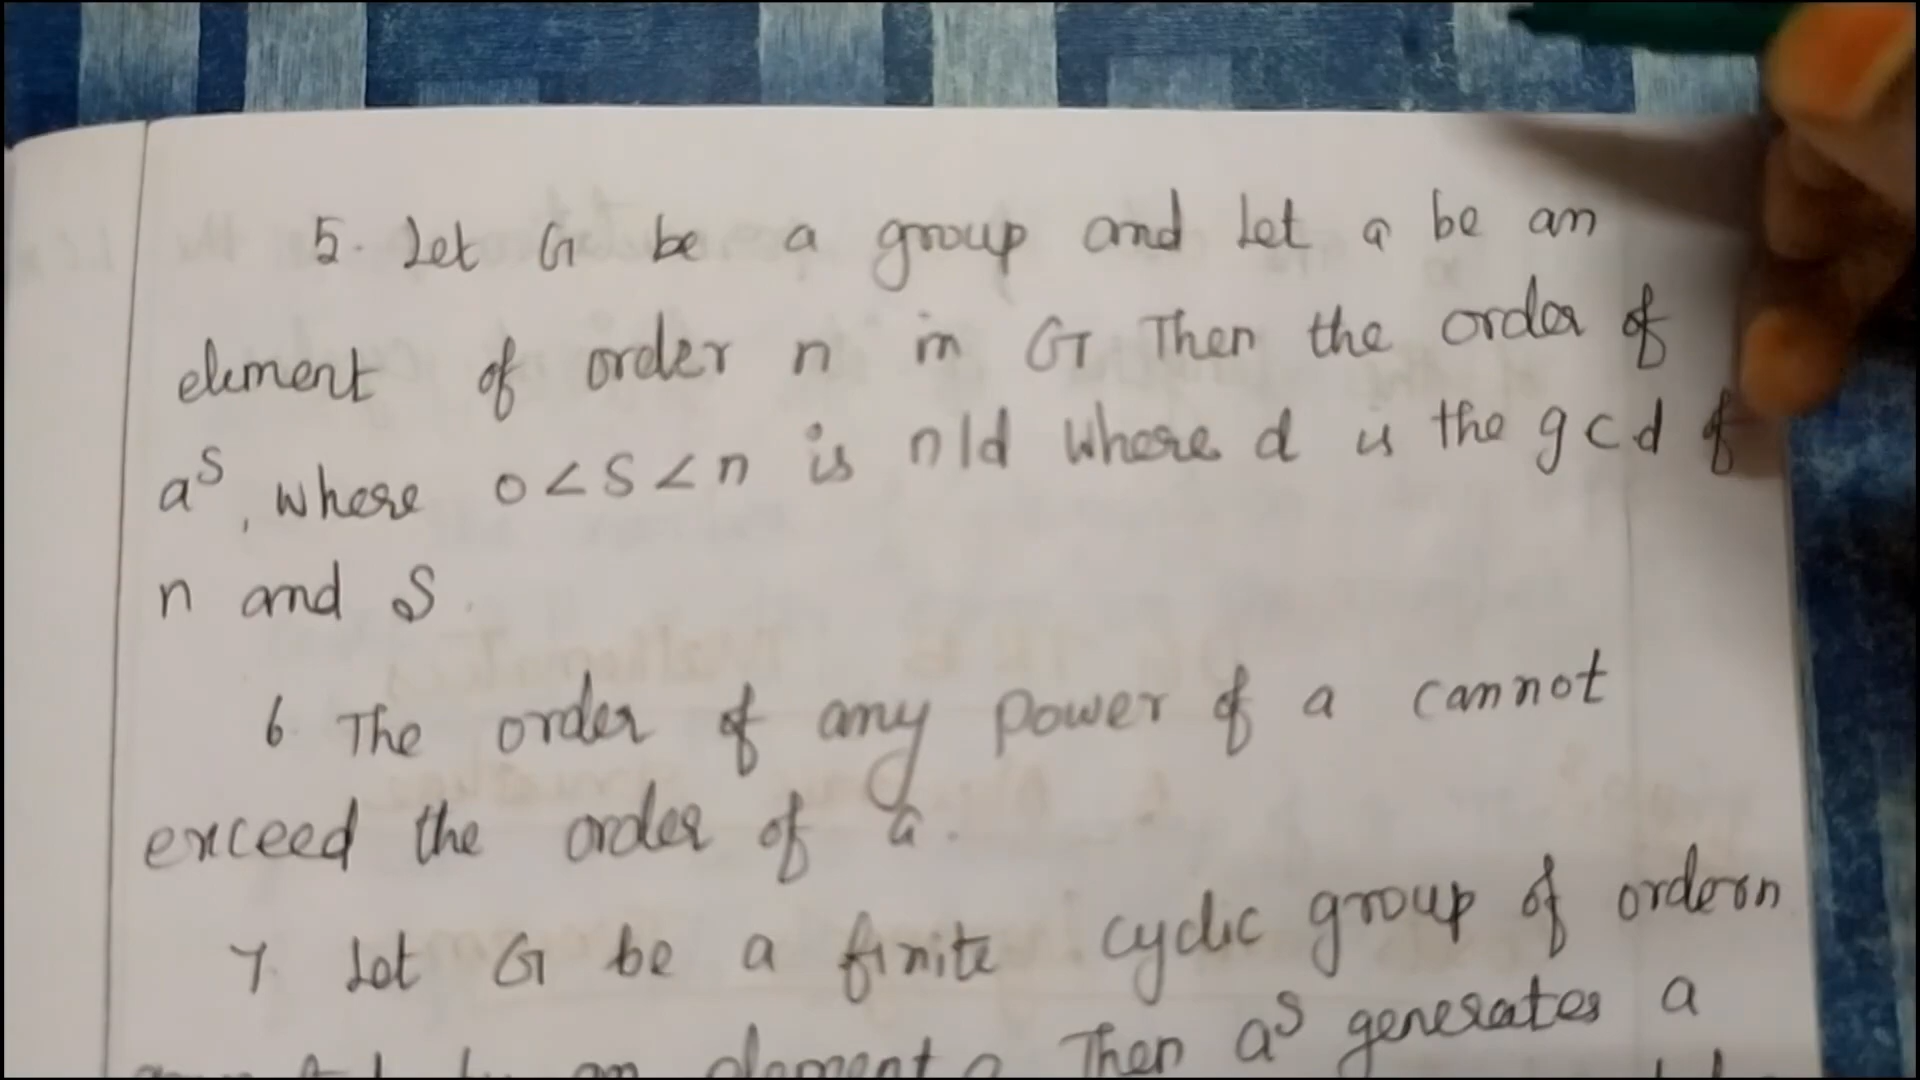 5. Let G be a group and Let a be an
element of order n in G Then the order of
a^s, where 0<S<n is n/d where d is the gcd of
n and S.
6 The order of any power of a cannot
exceed the order of a.
7. Let G be a finite cyclic group of order n
an element a Then a^s generates a